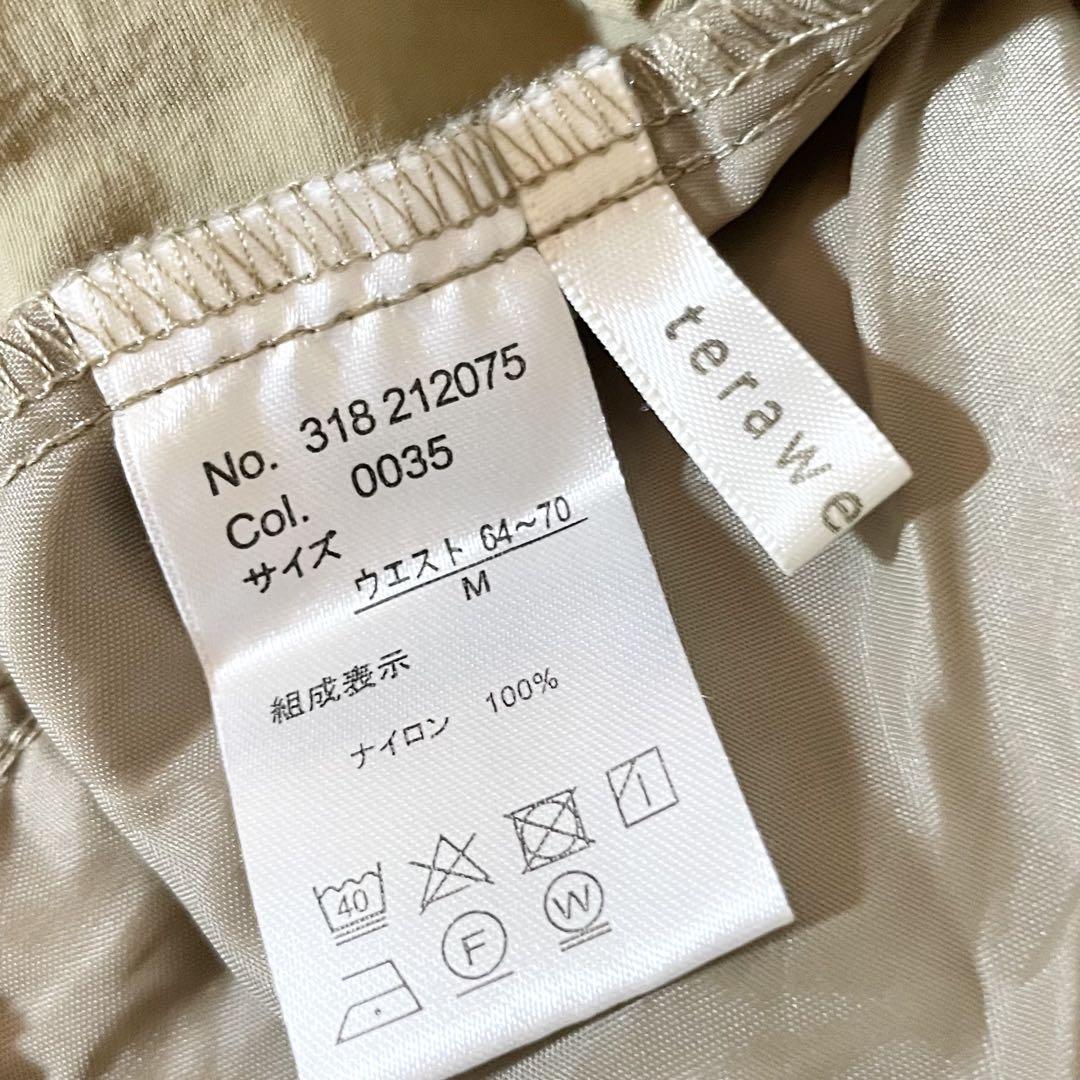 No. 318 212075
Col. 0035
サイズ ウエスト 64~70
M
組成表示
ナイロン 100%
40
F W
terawe